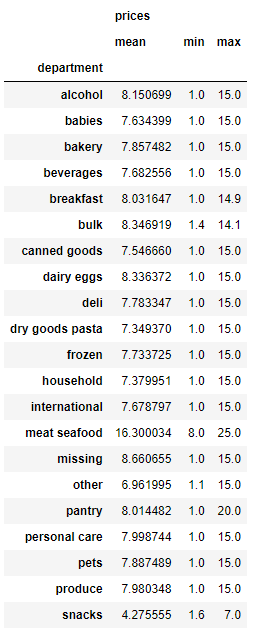 prices
mean min max
department
alcohol 8.150699 1.0 15.0
babies 7.634399 1.0 15.0
bakery 7.857482 1.0 15.0
beverages 7.682556 1.0 15.0
breakfast 8.031647 1.0 14.9
bulk 8.346919 1.4 14.1
canned goods 7.546660 1.0 15.0
dairy eggs 8.336372 1.0 15.0
deli 7.783347 1.0 15.0
dry goods pasta 7.349370 1.0 15.0
frozen 7.733725 1.0 15.0
household 7.379951 1.0 15.0
international 7.678797 1.0 15.0
meat seafood 16.300034 8.0 25.0
missing 8.660655 1.0 15.0
other 6.961995 1.1 15.0
pantry 8.014482 1.0 20.0
personal care 7.998744 1.0 15.0
pets 7.887489 1.0 15.0
produce 7.980348 1.0 15.0
snacks 4.275555 1.6 7.0